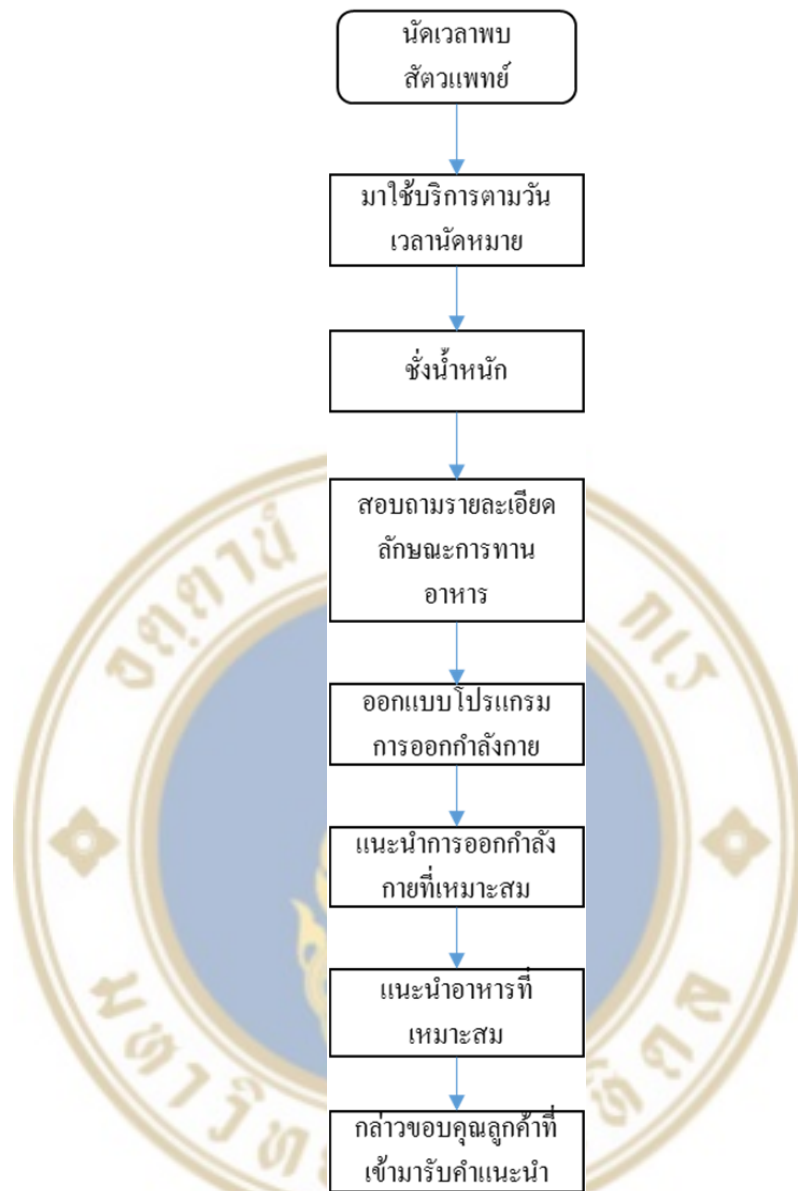 นัดเวลาพบ
สัตวแพทย์
มาใช้บริการตามวัน
เวลานัดหมาย
ชั่งน้ำหนัก
สอบถามรายละเอียด
ลักษณะการทาน
อาหาร
ออกแบบโปรแกรม
การออกกำลังกาย
แนะนำการออกกำลัง
กายที่เหมาะสม
แนะนำอาหารที่
เหมาะสม
กล่าวขอบคุณลูกค้าที่
เข้ามารับคำแนะนำ
อตฺตานํ
กเร